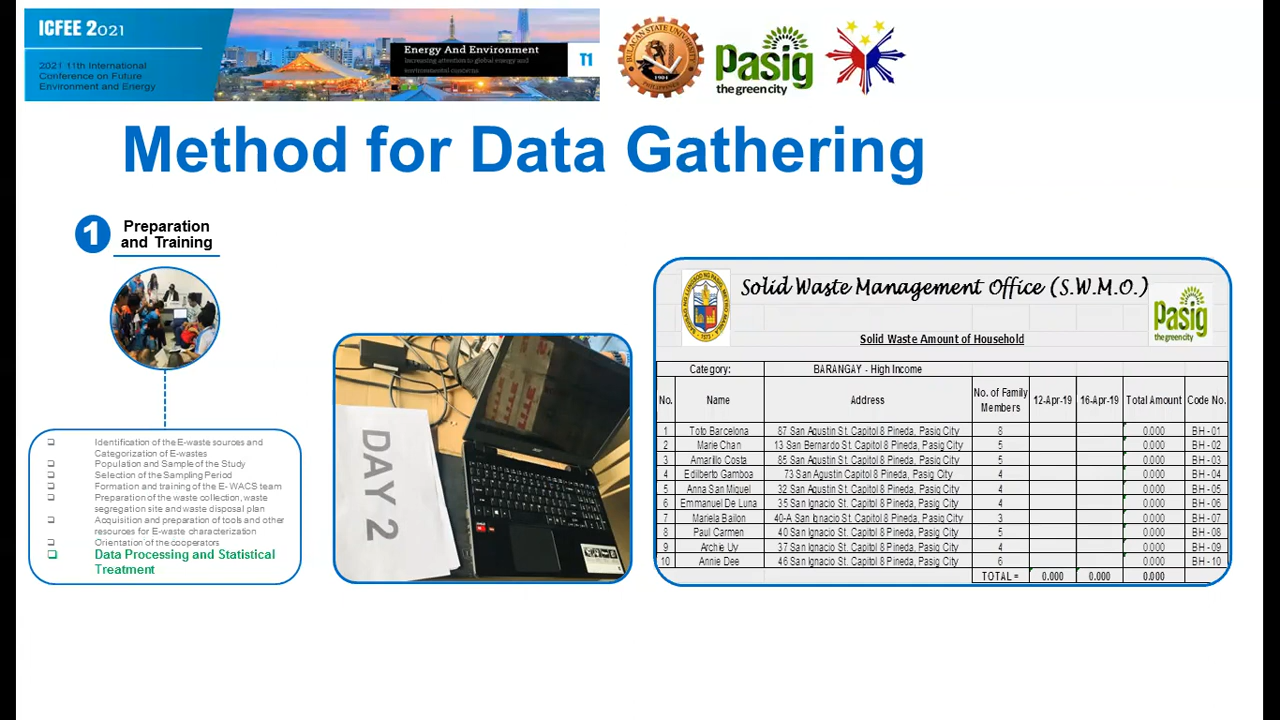 ICFEE 2021
2021 11th International
Conference on Future
Environment and Energy
Energy And Environment
Increasing attention to global energy and
environmental concerns
T1
BULACAN STATE UNIVERSITY
1904
PHILIPPINES
Pasig
the green city
Method for Data Gathering
1
Preparation
and Training
Identification of the E-waste sources and
Categorization of E-wastes
Population and Sample of the Study
Selection of the Sampling Period
Formation and training of the E- WACS team
Preparation of the waste collection, waste
segregation site and waste disposal plan
Acquisition and preparation of tools and other
resources for E-waste characterization
Orientation of the cooperators
Data Processing and Statistical
Treatment
DAY 2
acer
Solid Waste Management Office (S.W.M.O.)
Pasig
the green city
Solid Waste Amount of Household
Category: BARANGAY - High Income
No. Name Address No. of Family Members 12-Apr-19 16-Apr-19 Total Amount Code No.
1 Toto Barcelona 87 San Agustin St. Capitol 8 Pineda, Pasig City 8 0.000 BH - 01
2 Marie Chan 13 San Bernardo St. Capitol 8 Pineda, Pasig City 5 0.000 BH - 02
3 Amarillo Costa 85 San Agustin St. Capitol 8 Pineda, Pasig City 5 0.000 BH - 03
4 Edilberto Gamboa 73 San Agustin St. Capitol 8 Pineda, Pasig City 4 0.000 BH - 04
5 Anna San Miguel 32 San Agustin St. Capitol 8 Pineda, Pasig City 4 0.000 BH - 05
6 Emmanuel De Luna 35 San Ignacio St. Capitol 8 Pineda, Pasig City 4 0.000 BH - 06
7 Mariela Bailon 40-A San Ignacio St. Capitol 8 Pineda, Pasig City 3 0.000 BH - 07
8 Paul Carmen 40 San Ignacio St. Capitol 8 Pineda, Pasig City 5 0.000 BH - 08
9 Archie Uy 37 San Ignacio St. Capitol 8 Pineda, Pasig City 4 0.000 BH - 09
10 Annie Dee 46 San Ignacio St. Capitol 8 Pineda, Pasig City 6 0.000 BH - 10
TOTAL = 0.000 0.000 0.000